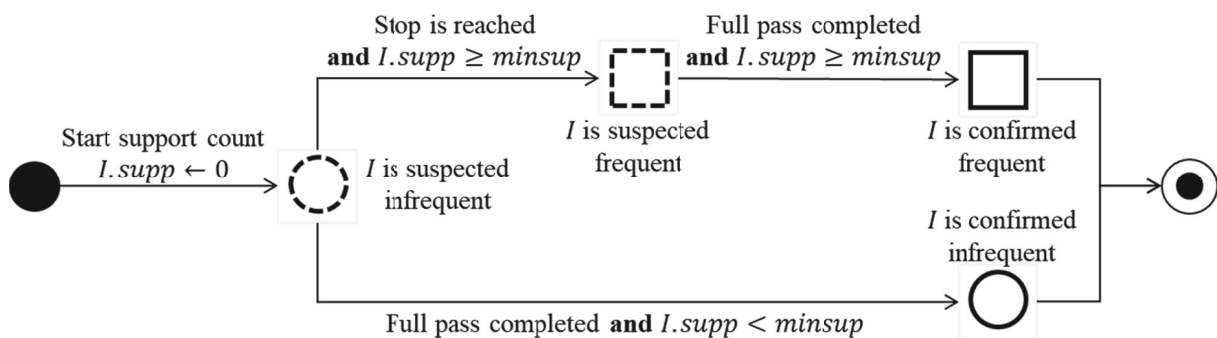 Stop is reached
and I.supp ≥ minsup
Full pass completed
and I.supp ≥ minsup
Start support count
I.supp ← 0
I is suspected
infrequent
I is suspected
frequent
I is confirmed
frequent
I is confirmed
infrequent
Full pass completed and I.supp < minsup